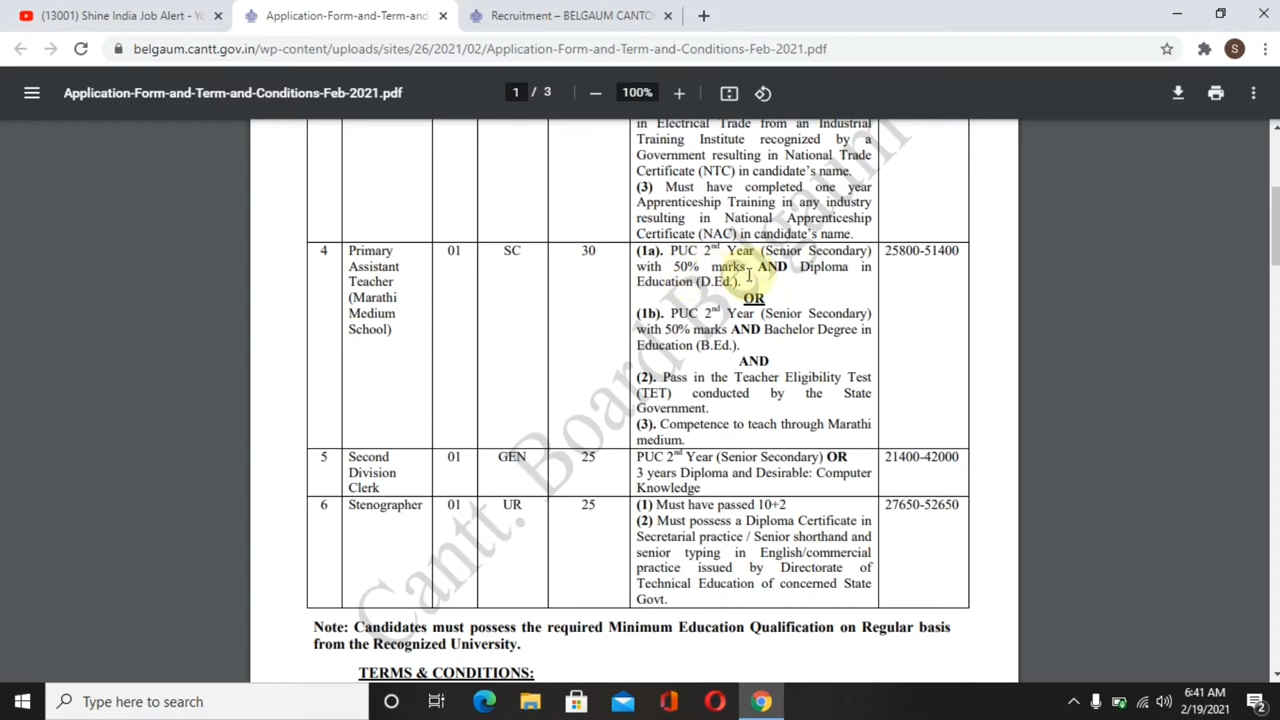 (13001) Shine India Job Alert - Yo
Application-Form-and-Term-and-
Recruitment – BELGAUM CANTO
belgaum.cantt.gov.in/wp-content/uploads/sites/26/2021/02/Application-Form-and-Term-and-Conditions-Feb-2021.pdf
S
Application-Form-and-Term-and-Conditions-Feb-2021.pdf
1 / 3
100%
in Electrical Trade from an Industrial
Training Institute recognized by a
Government resulting in National Trade
Certificate (NTC) in candidate's name.
(3) Must have completed one year
Apprenticeship Training in any industry
resulting in National Apprenticeship
Certificate (NAC) in candidate's name.
4
Primary
Assistant
Teacher
(Marathi
Medium
School)
01
SC
30
(1a). PUC 2nd Year (Senior Secondary)
with 50% marks AND Diploma in
Education (D.Ed.).
OR
(1b). PUC 2nd Year (Senior Secondary)
with 50% marks AND Bachelor Degree in
Education (B.Ed.).
AND
(2). Pass in the Teacher Eligibility Test
(TET) conducted by the State
Government.
(3). Competence to teach through Marathi
medium.
25800-51400
5
Second
Division
Clerk
01
GEN
25
PUC 2nd Year (Senior Secondary) OR
3 years Diploma and Desirable: Computer
Knowledge
21400-42000
6
Stenographer
01
UR
25
(1) Must have passed 10+2
(2) Must possess a Diploma Certificate in
Secretarial practice / Senior shorthand and
senior typing in English/commercial
practice issued by Directorate of
Technical Education of concerned State
Govt.
27650-52650
Cantt. Board Belgaum
Note: Candidates must possess the required Minimum Education Qualification on Regular basis
from the Recognized University.
TERMS & CONDITIONS:
Type here to search
6:41 AM
2/19/2021
2